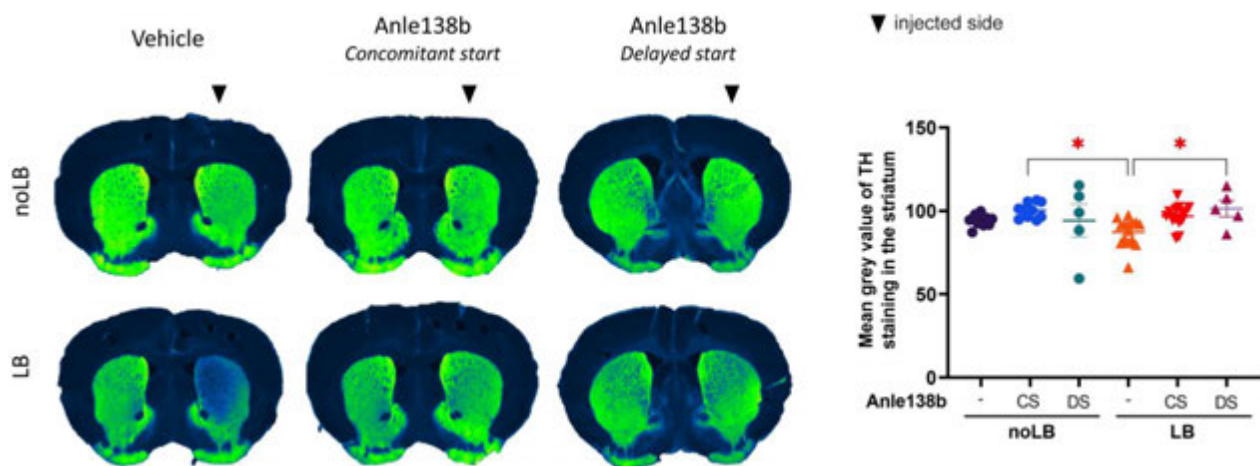 Vehicle
Anle138b
Concomitant start
Anle138b
Delayed start
injected side
noLB
LB
Mean grey value of TH
staining in the striatum
150
100
50
0
* *
Anle138b - CS DS - CS DS
noLB LB